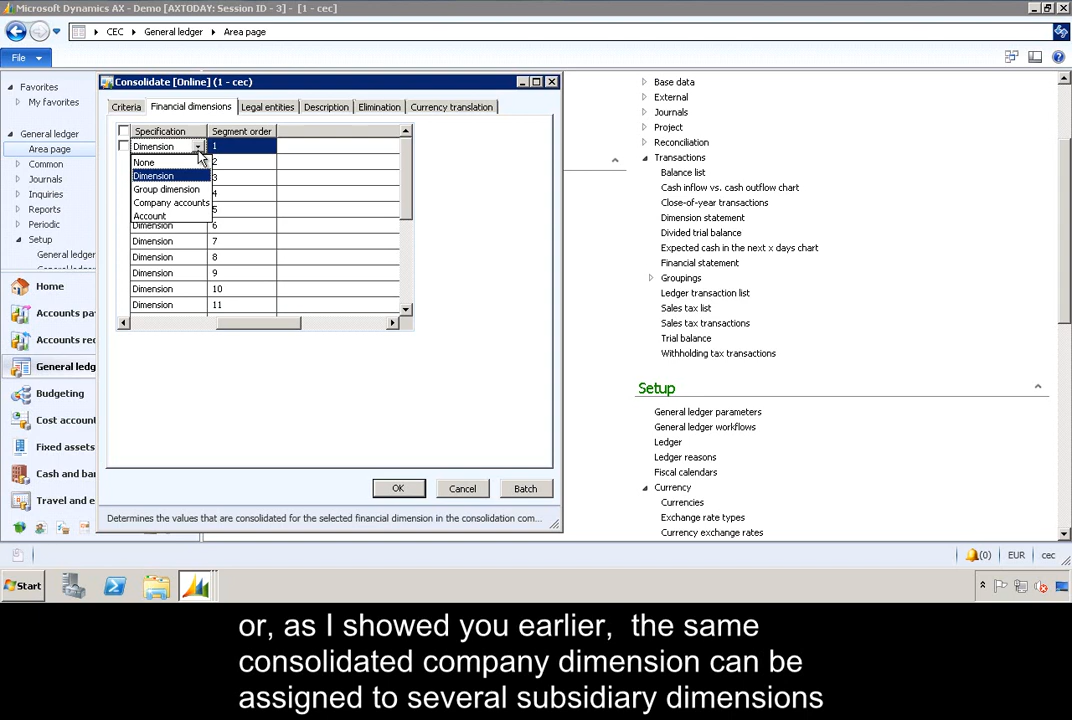 Microsoft Dynamics AX - Demo [AXTODAY: Session ID - 3] - [1 - cec]
CEC General ledger Area page
File
Favorites
My favorites
General ledger
Area page
Common
Journals
Inquiries
Reports
Periodic
Setup
General ledger
Home
Accounts pa
Accounts rec
General ledg
Budgeting
Cost account
Fixed assets
Cash and ban
Travel and e
Consolidate [Online] (1 - cec)
Criteria Financial dimensions Legal entities Description Elimination Currency translation
Specification Segment order
Dimension 1
None 2
Dimension 3
Group dimension 4
Company accounts 5
Account
Dimension 6
Dimension 7
Dimension 8
Dimension 9
Dimension 10
Dimension 11
OK Cancel Batch
Determines the values that are consolidated for the selected financial dimension in the consolidation com...
Base data
External
Journals
Project
Reconciliation
Transactions
Balance list
Cash inflow vs. cash outflow chart
Close-of-year transactions
Dimension statement
Divided trial balance
Expected cash in the next x days chart
Financial statement
Groupings
Ledger transaction list
Sales tax list
Sales tax transactions
Trial balance
Withholding tax transactions
Setup
General ledger parameters
General ledger workflows
Ledger
Ledger reasons
Fiscal calendars
Currency
Currencies
Exchange rate types
Currency exchange rates
(0) EUR cec
Start
or, as I showed you earlier, the same
consolidated company dimension can be
assigned to several subsidiary dimensions